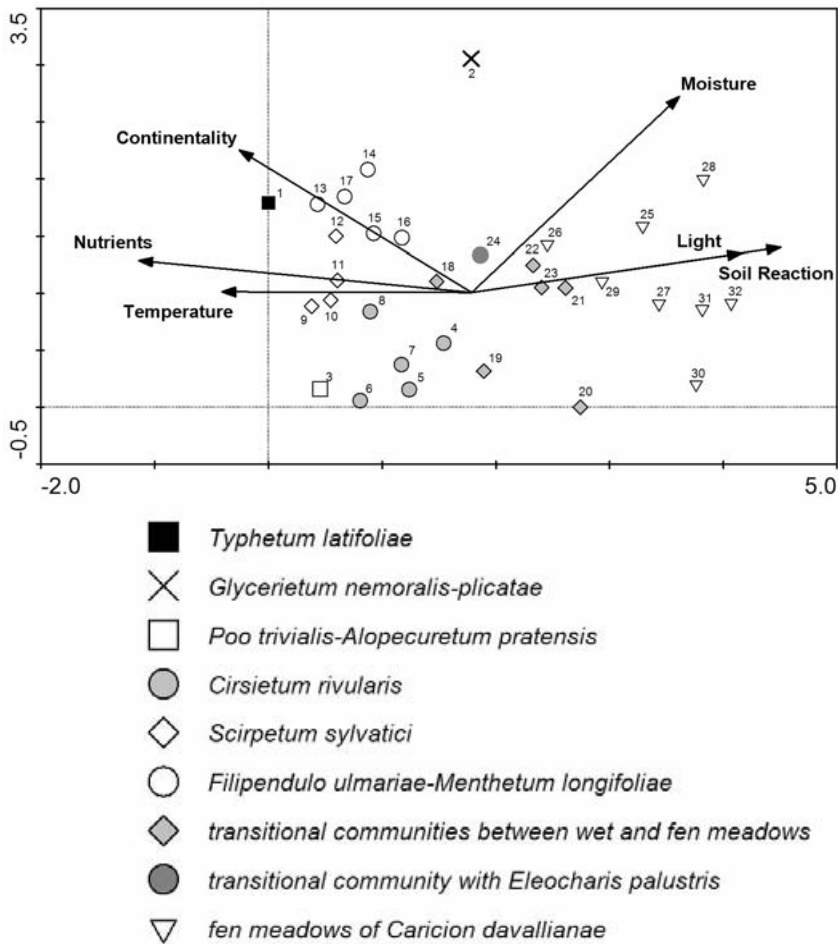 3.5
2
Moisture
Continentality
14
28
17
13
1
12
15
16
25
24
26
Light
Nutrients
22
Soil Reaction
11
18
23
Temperature
21
29
27
31
32
10
9
8
4
7
19
3
5
30
6
20
-0.5
-2.0
5.0
Typhetum latifoliae
Glycerietum nemoralis-plicatae
Poo trivialis-Alopecuretum pratensis
Cirsietum rivularis
Scirpetum sylvatici
Filipendulo ulmariae-Menthetum longifoliae
transitional communities between wet and fen meadows
transitional community with Eleocharis palustris
fen meadows of Caricion davallianae